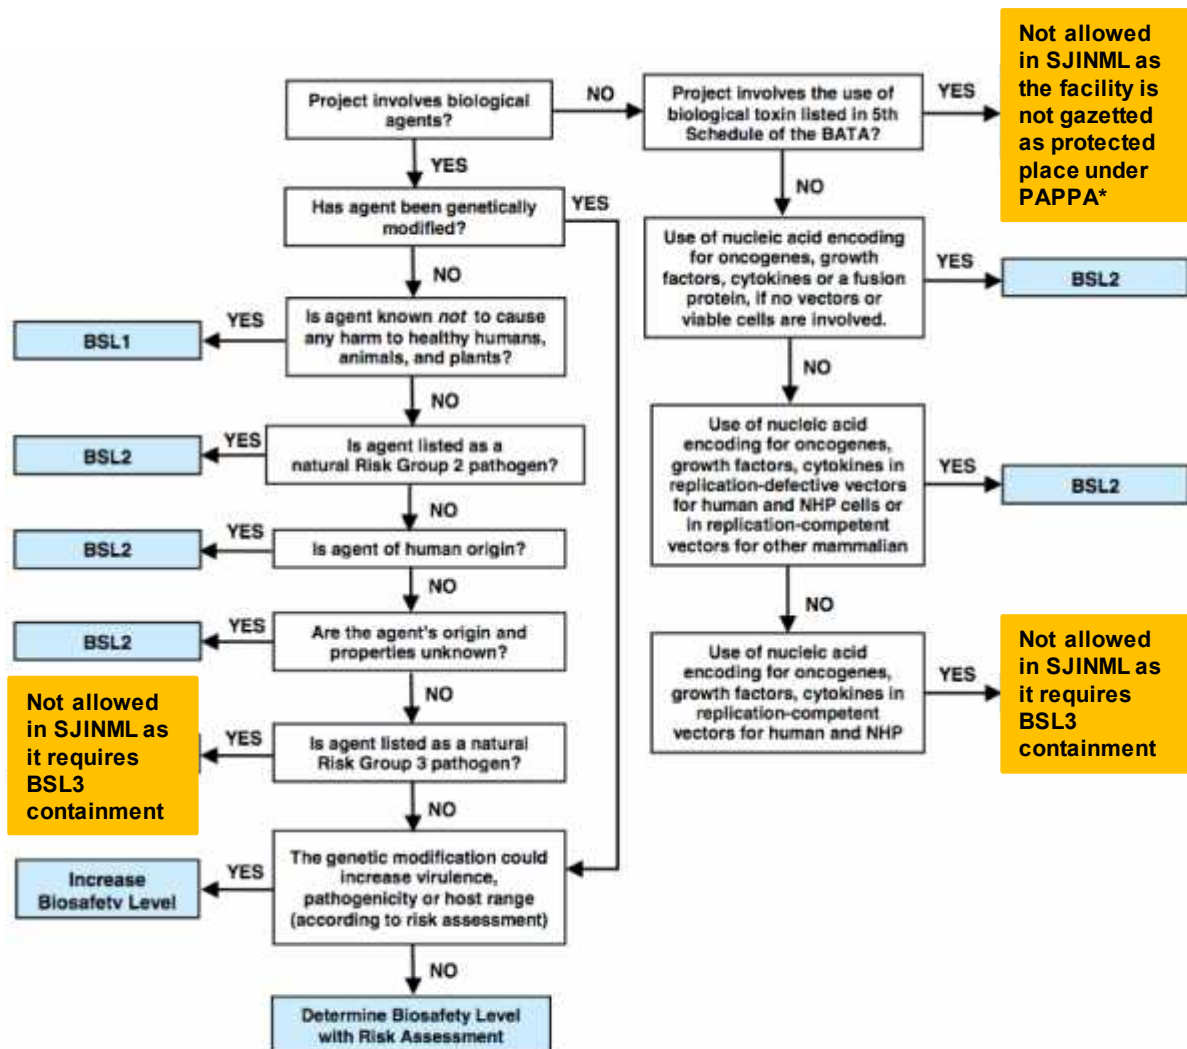 Project involves biological
agents?
NO
Project involves the use of
biological toxin listed in 5th
Schedule of the BATA?
YES
Not allowed
in SJINML as
the facility is
not gazetted
as protected
place under
PAPPA*
YES
NO
Has agent been genetically
modified?
YES
Use of nucleic acid encoding
for oncogenes, growth
factors, cytokines or a fusion
protein, if no vectors or
viable cells are involved.
YES
BSL2
NO
Is agent known not to cause
any harm to healthy humans,
animals, and plants?
YES
BSL1
NO
NO
Is agent listed as a
natural Risk Group 2 pathogen?
YES
BSL2
Use of nucleic acid
encoding for oncogenes,
growth factors, cytokines in
replication-defective vectors
for human and NHP cells or
in replication-competent
vectors for other mammalian
YES
BSL2
NO
Is agent of human origin?
YES
BSL2
NO
NO
Are the agent's origin and
properties unknown?
YES
BSL2
Use of nucleic acid
encoding for oncogenes,
growth factors, cytokines in
replication-competent
vectors for human and NHP
YES
Not allowed
in SJINML as
it requires
BSL3
containment
NO
Is agent listed as a natural
Risk Group 3 pathogen?
YES
Not allowed
in SJINML as
it requires
BSL3
containment
NO
The genetic modification could
increase virulence,
pathogenicity or host range
(according to risk assessment)
YES
Increase
Biosafety Level
NO
Determine Biosafety Level
with Risk Assessment